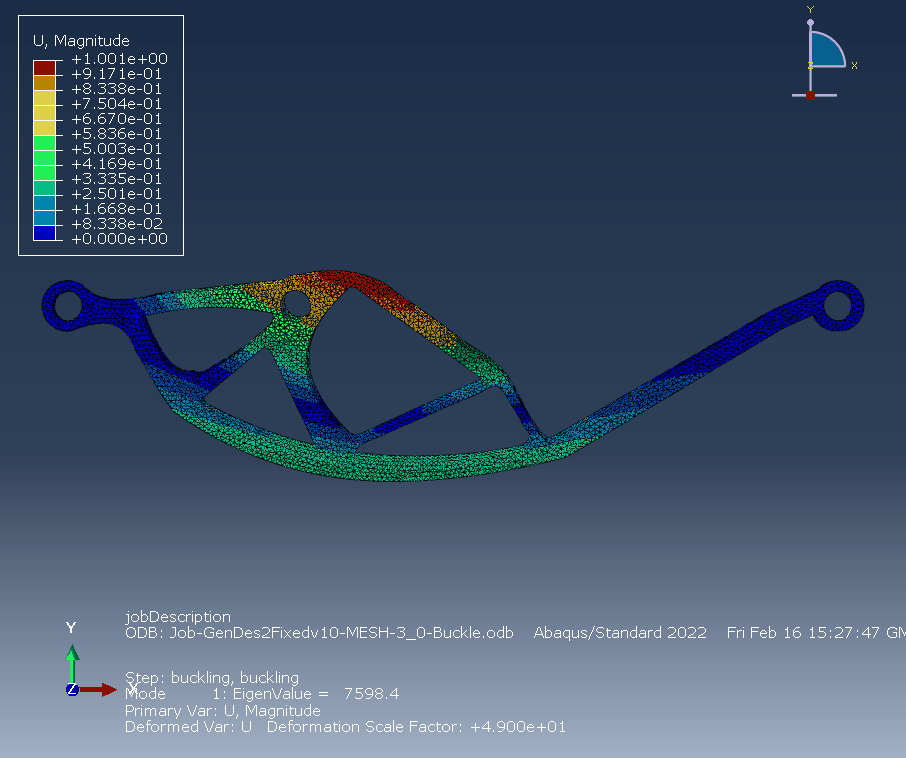 U, Magnitude
+1.001e+00
+9.171e-01
+8.338e-01
+7.504e-01
+6.670e-01
+5.836e-01
+5.003e-01
+4.169e-01
+3.335e-01
+2.501e-01
+1.668e-01
+8.338e-02
+0.000e+00
Y
Z X
Y
Z X
jobDescription
ODB: Job-GenDes2Fixedv10-MESH-3_0-Buckle.odb Abaqus/Standard 2022 Fri Feb 16 15:27:47 GM
Step: buckling, buckling
Mode 1: EigenValue = 7598.4
Primary Var: U, Magnitude
Deformed Var: U Deformation Scale Factor: +4.900e+01